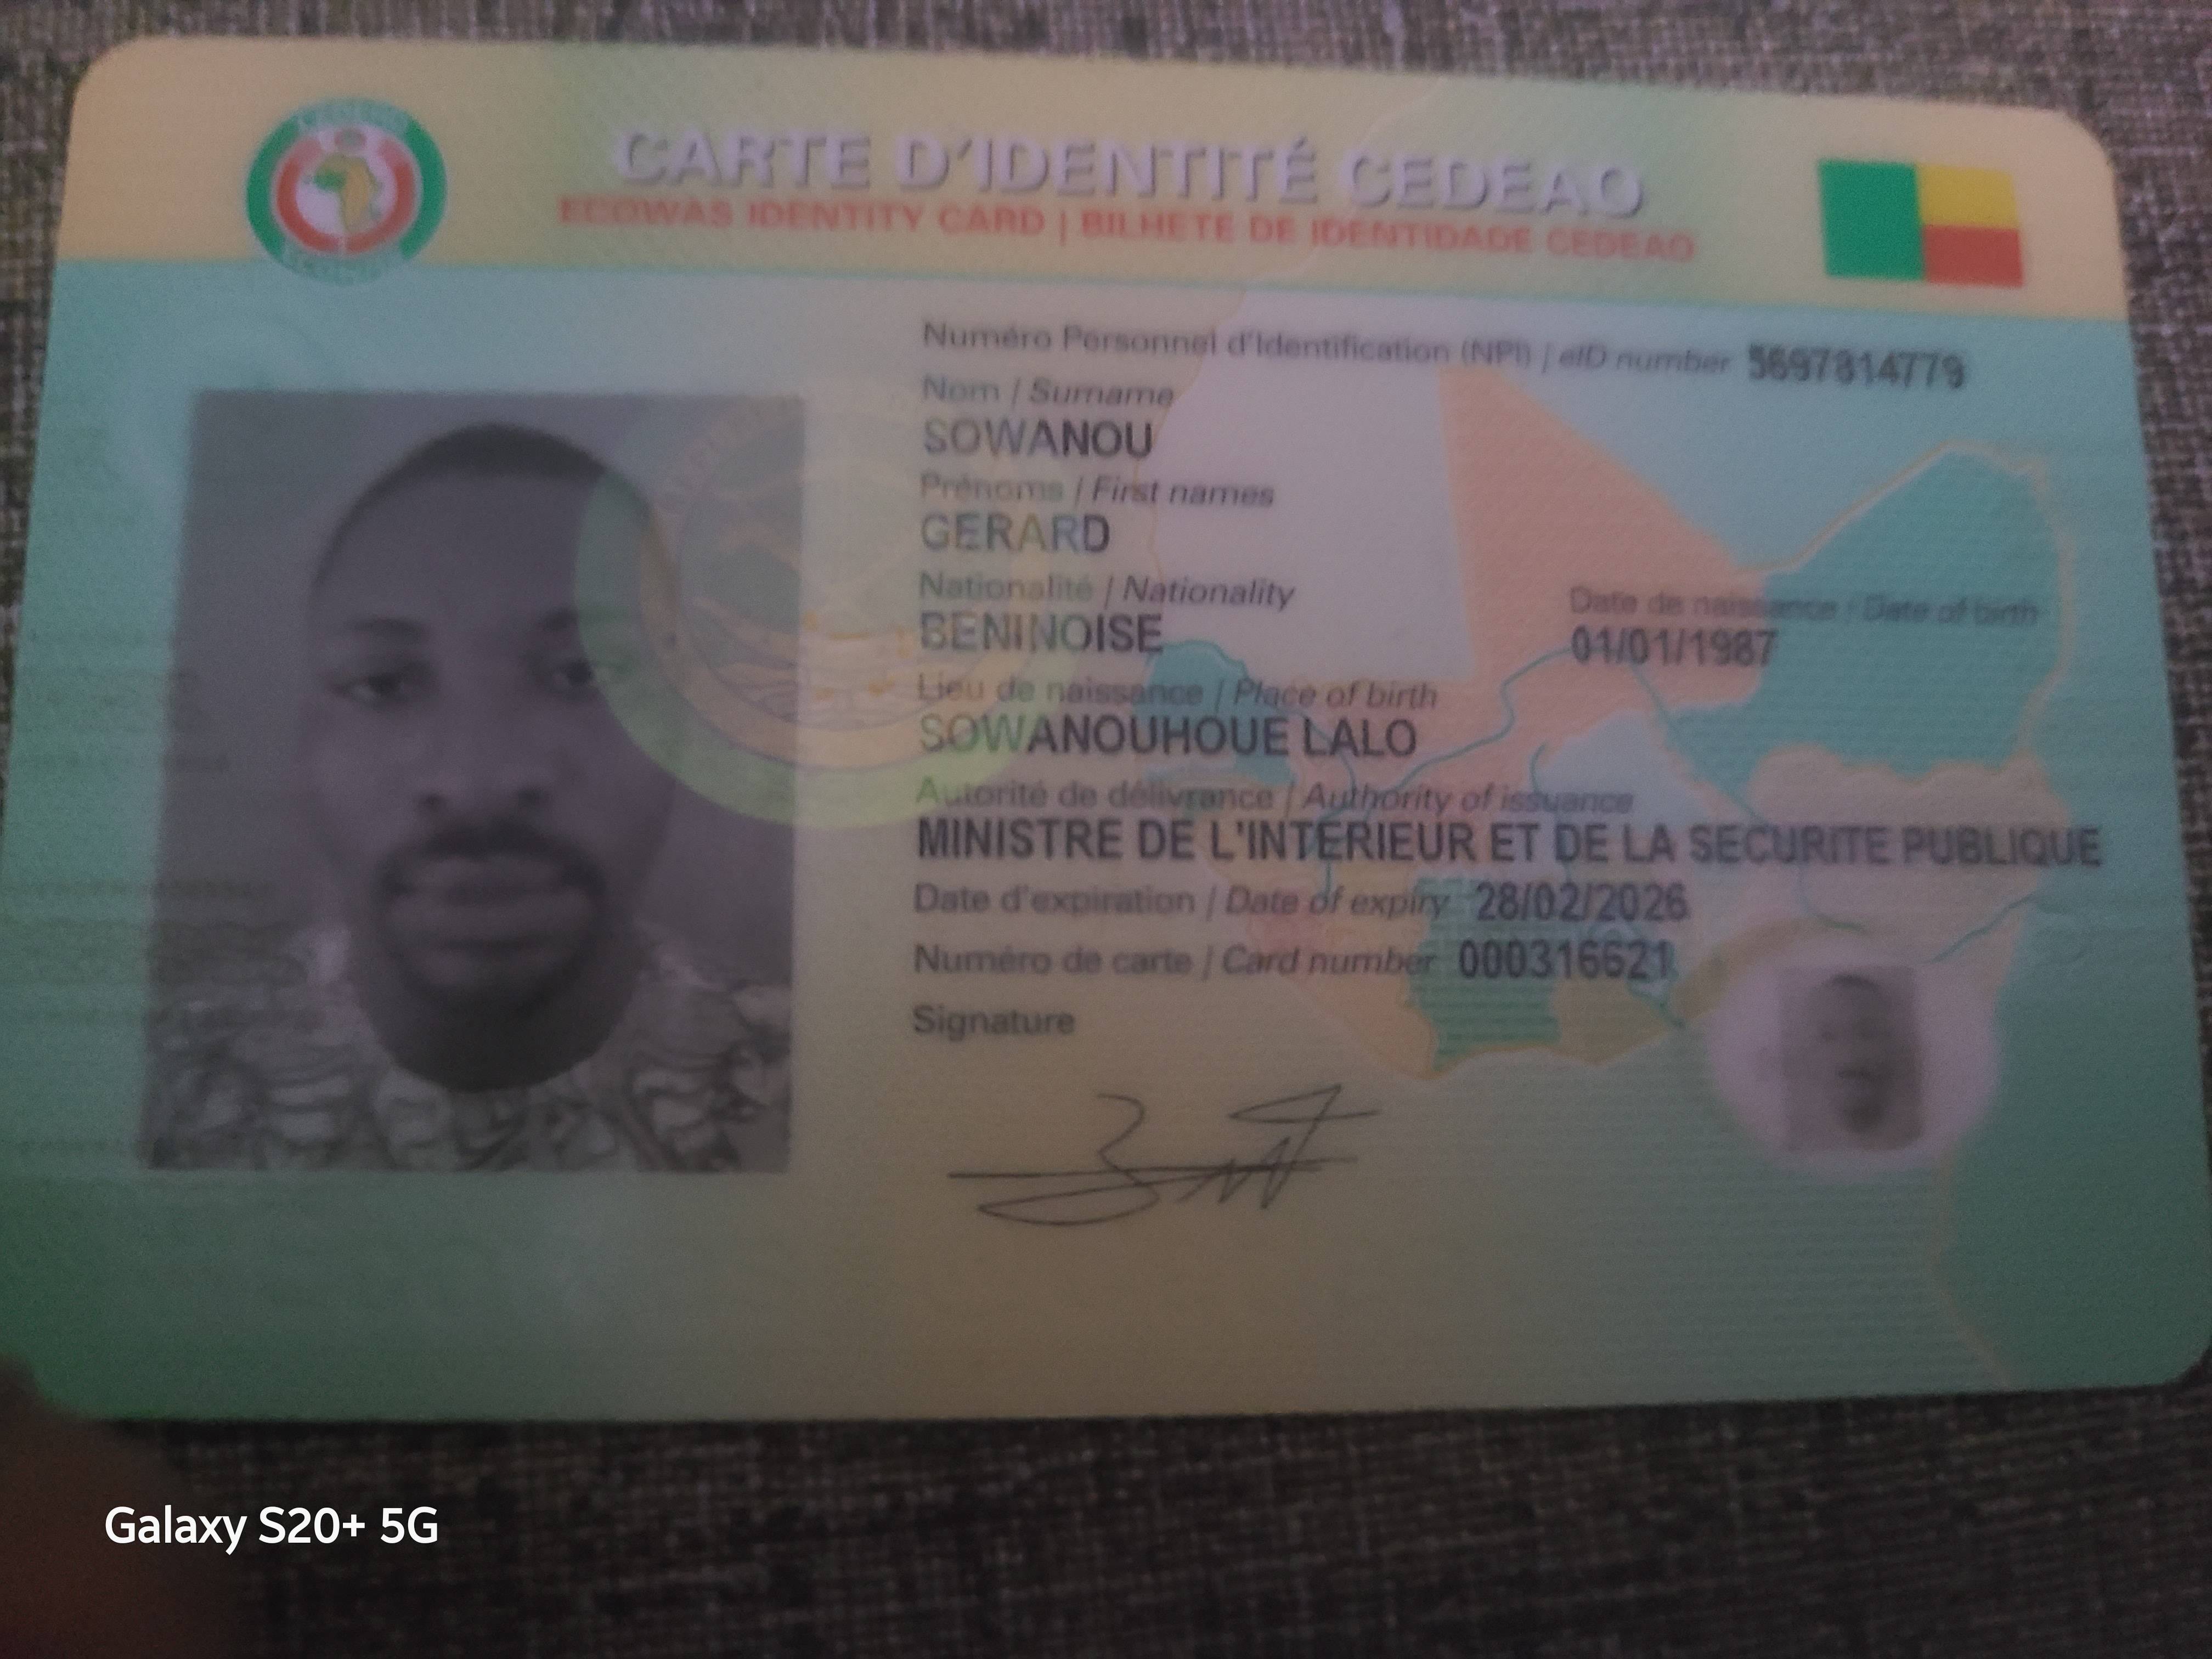 CEDEAO
ECOWAS
CARTE D'IDENTITÉ CEDEAO
ECOWAS IDENTITY CARD | BILHETE DE IDENTIDADE CEDEAO
Numéro Personnel d'Identification (NPI) | eID number 5697814779
Nom / Surname
SOWANOU
Prénoms / First names
GERARD
Nationalité / Nationality
BENINOISE
Date de naissance / Date of birth
01/01/1987
Lieu de naissance / Place of birth
SOWANOUHOUE LALO
Autorité de délivrance / Authority of issuance
MINISTRE DE L'INTERIEUR ET DE LA SECURITE PUBLIQUE
Date d'expiration / Date of expiry 28/02/2026
Numéro de carte / Card number 000316621
Signature
Galaxy S20+ 5G